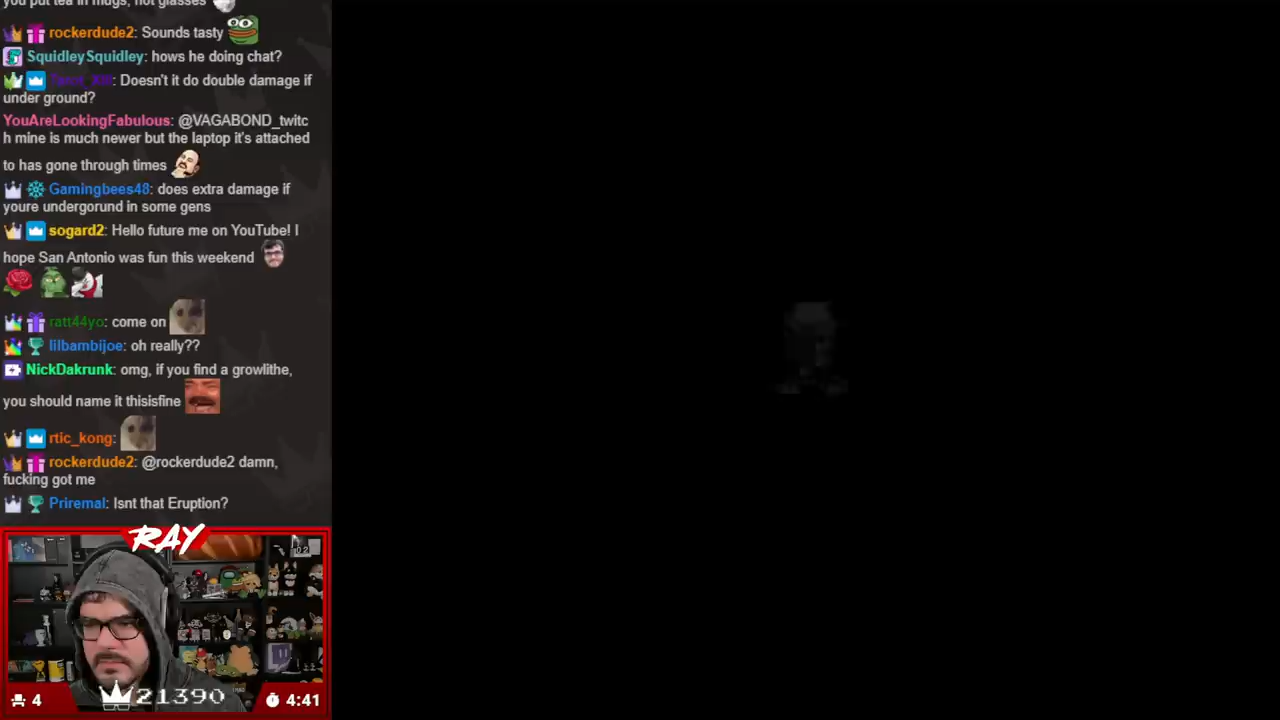 you put tea in mugs, not glasses
rockerdude2: Sounds tasty
SquidleySquidley: hows he doing chat?
: Doesn't it do double damage if
under ground?
YouAreLookingFabulous: @VAGABOND_twitc
h mine is much newer but the laptop it's attached
to has gone through times
Gamingbees48: does extra damage if
youre undergorund in some gens
sogard2: Hello future me on YouTube! I
hope San Antonio was fun this weekend
ratt44yo: come on
lilbambijoe: oh really??
NickDakrunk: omg, if you find a growlithe,
you should name it thisisfine
rtic_kong:
rockerdude2: @rockerdude2 damn,
fucking got me
Priremal: Isnt that Eruption?
RAY
4
21390
4:41